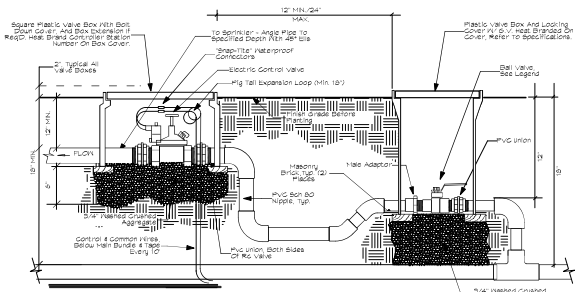 12" MIN./24"
MAX.
Square Plastic Valve Box With Bolt
Down Cover, And Box Extension If
Req'D. Heat Brand Controller Station
Number On Box Cover.
To Sprinkler - Angle Pipe To
Specified Depth With 45° Ells
"Snap-Tite" Waterproof
Connectors
Electric Control Valve
Pig Tail Expansion Loop (Min. 18")
Plastic Valve Box And Locking
Cover W/ G.V. Heat Branded On
Cover, Refer To Specifications.
Ball Valve,
See Legend
2", Typical All
Valve Boxes
Finish Grade Before
Planting
PVC Union
12" MIN.
18" MIN.
FLOW
Masonry
Brick Typ. (2)
Places
Male Adaptor
12"
18"
PVC Sch 80
Nipple, Typ.
3/4" Washed Crushed
Aggregate
Control & Common Wires,
Below Main Bundle & Tape
Every 10'
PVC Union, Both Sides
Of RC Valve
3/4" Washed Crushed